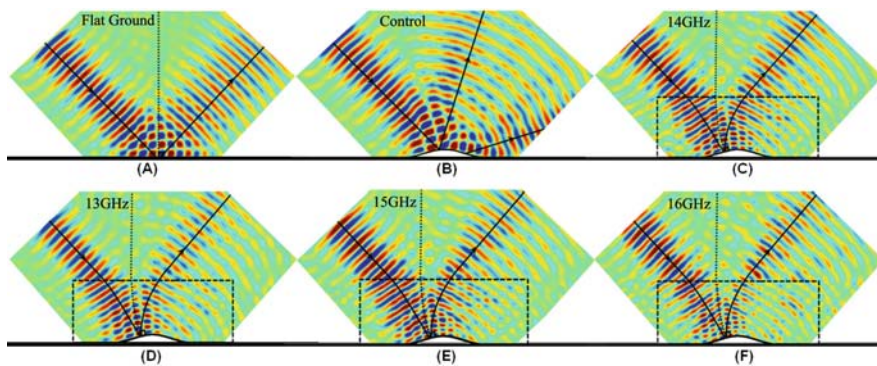 Flat Ground
Control
14GHz
(A)
(B)
(C)
13GHz
15GHz
16GHz
(D)
(E)
(F)